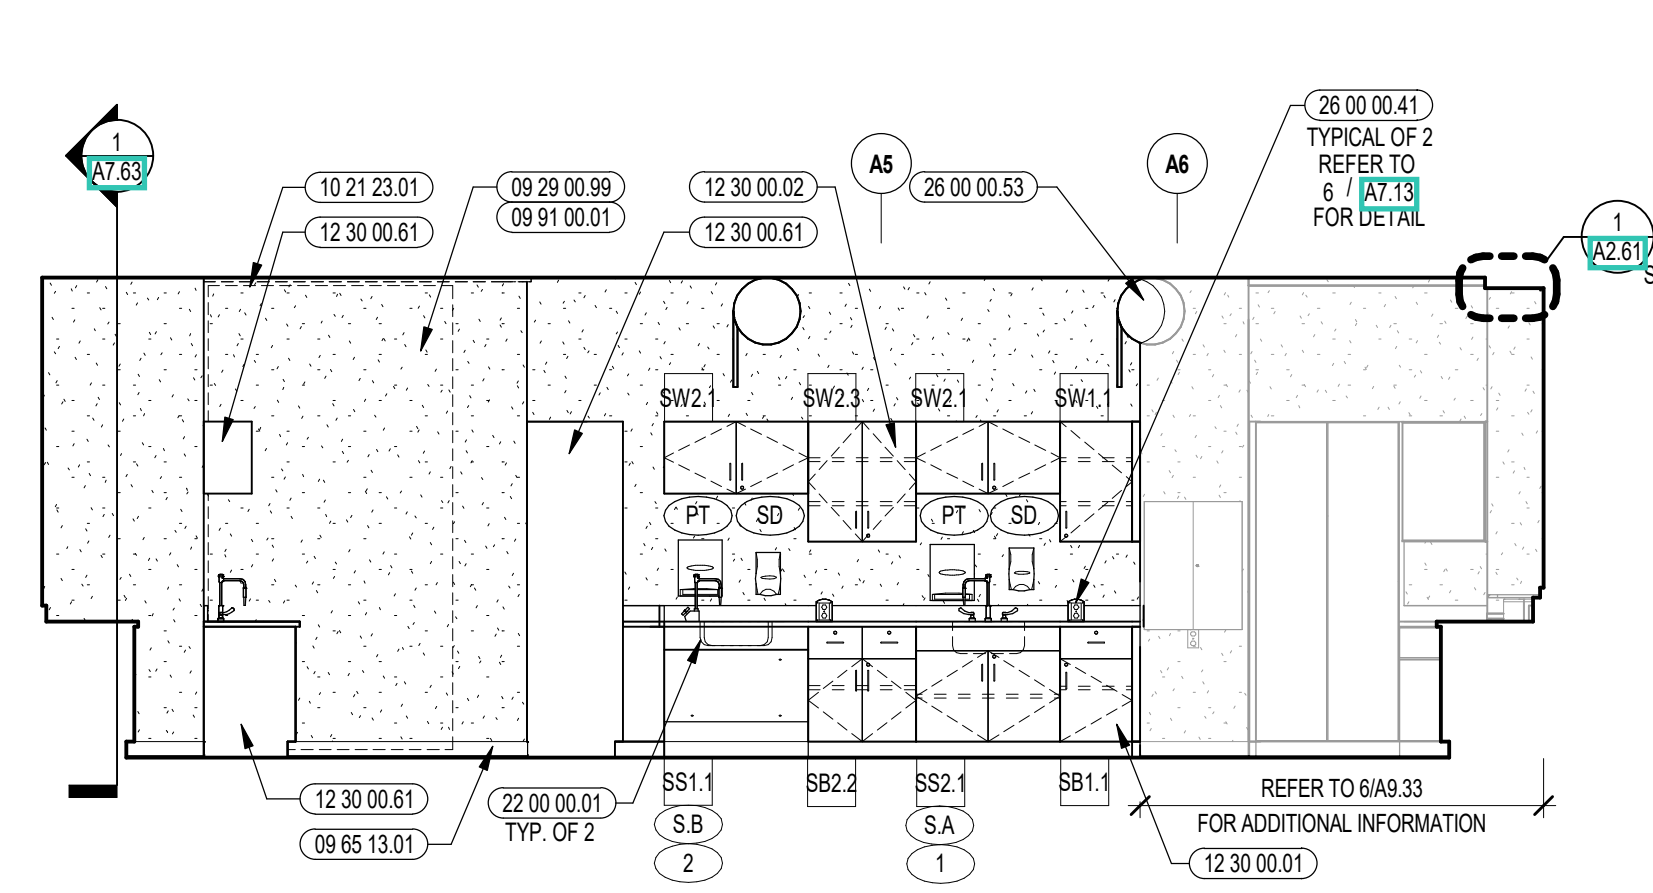 26 00 00.41
TYPICAL OF 2
REFER TO
6 / A7.13
FOR DETAIL
1
A7.63
A5
A6
10 21 23.01
09 29 00.99
12 30 00.02
26 00 00.53
09 91 00.01
12 30 00.61
12 30 00.61
1
A2.61
S
SW2.1
SW2.3
SW2.1
SW1.1
PT
SD
PT
SD
SS1.1
SB2.2
SS2.1
SB1.1
REFER TO 6/A9.33
FOR ADDITIONAL INFORMATION
12 30 00.61
22 00 00.01
TYP. OF 2
S.B
S.A
09 65 13.01
2
1
12 30 00.01